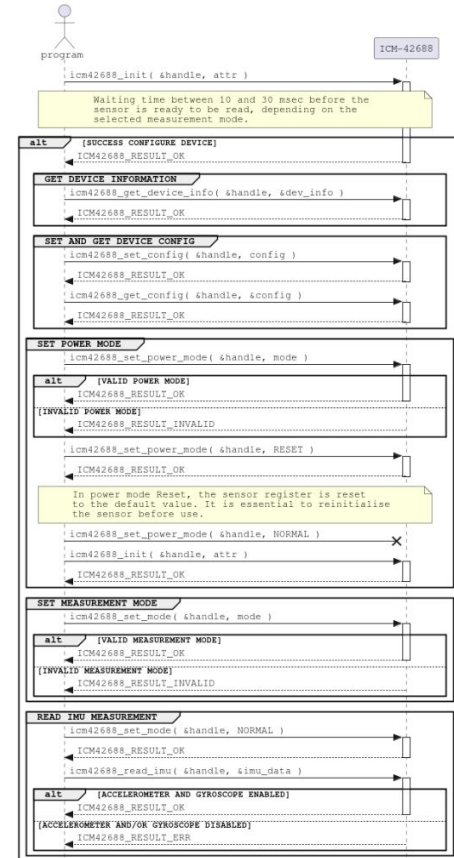 program
ICM-42688
icm42688_init( &handle, attr )
Waiting time between 10 and 30 msec before the
sensor is ready to be read, depending on the
selected measurement mode.
alt [SUCCESS CONFIGURE DEVICE]
ICM42688_RESULT_OK
GET DEVICE INFORMATION
icm42688_get_device_info( &handle, &dev_info )
ICM42688_RESULT_OK
SET AND GET DEVICE CONFIG
icm42688_set_config( &handle, config )
ICM42688_RESULT_OK
icm42688_get_config( &handle, &config )
ICM42688_RESULT_OK
SET POWER MODE
icm42688_set_power_mode( &handle, mode )
alt [VALID POWER MODE]
ICM42688_RESULT_OK
[INVALID POWER MODE]
ICM42688_RESULT_INVALID
icm42688_set_power_mode( &handle, RESET )
ICM42688_RESULT_OK
In power mode Reset, the sensor register is reset
to the default value. It is essential to reinitialise
the sensor before use.
icm42688_set_power_mode( &handle, NORMAL )
icm42688_init( &handle, attr )
ICM42688_RESULT_OK
SET MEASUREMENT MODE
icm42688_set_mode( &handle, mode )
alt [VALID MEASUREMENT MODE]
ICM42688_RESULT_OK
[INVALID MEASUREMENT MODE]
ICM42688_RESULT_INVALID
READ IMU MEASUREMENT
icm42688_set_mode( &handle, NORMAL )
ICM42688_RESULT_OK
icm42688_read_imu( &handle, &imu_data )
alt [ACCELEROMETER AND GYROSCOPE ENABLED]
ICM42688_RESULT_OK
[ACCELEROMETER AND/OR GYROSCOPE DISABLED]
ICM42688_RESULT_ERR